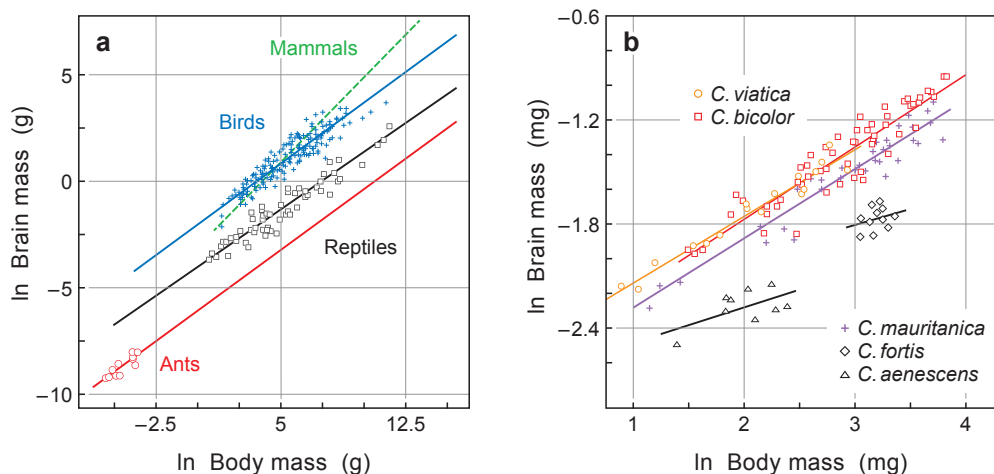 a
Mammals
5
Birds
0
Reptiles
−5
Ants
−10
−2.5
5
12.5
ln Body mass (g)
ln Brain mass (g)
b
−0.6
C. viatica
C. bicolor
−1.2
−1.8
−2.4
C. mauritanica
C. fortis
C. aenescens
1
2
3
4
ln Body mass (mg)
ln Brain mass (mg)